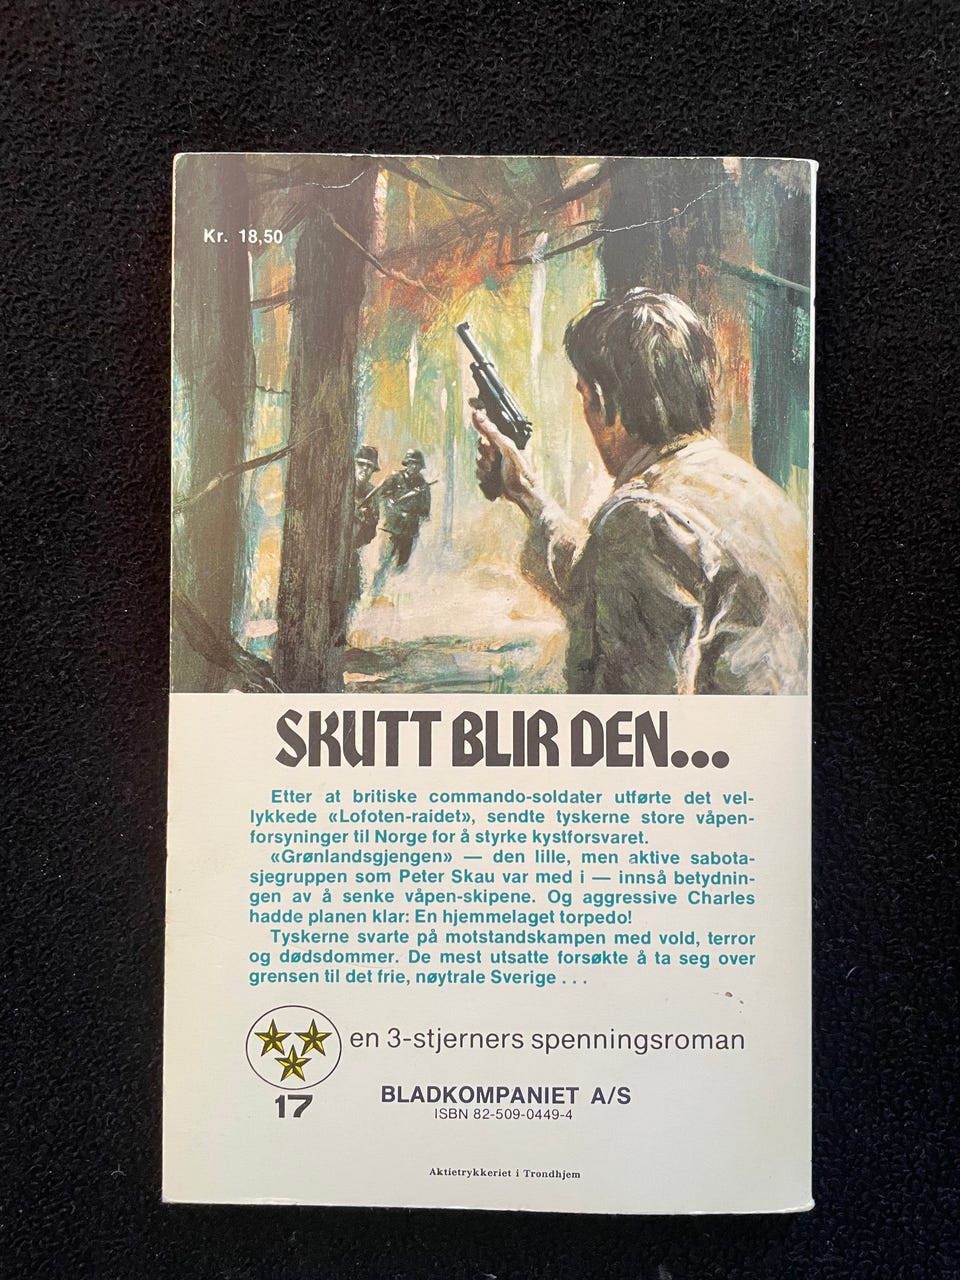 Kr. 18,50
SKUTT BLIR DEN...
Etter at britiske commando-soldater utførte det vel-
lykkede «Lofoten-raidet», sendte tyskerne store våpen-
forsyninger til Norge for å styrke kystforsvaret.
«Grønlandsgjengen» — den lille, men aktive sabota-
sjegruppen som Peter Skau var med i — innså betydnin-
gen av å senke våpen-skipene. Og aggressive Charles
hadde planen klar: En hjemmelaget torpedo!
Tyskerne svarte på motstandskampen med vold, terror
og dødsdommer. De mest utsatte forsøkte å ta seg over
grensen til det frie, nøytrale Sverige . . .
en 3-stjerners spenningsroman
17
BLADKOMPANIET A/S
ISBN 82-509-0449-4
Aktietrykkeriet i Trondhjem